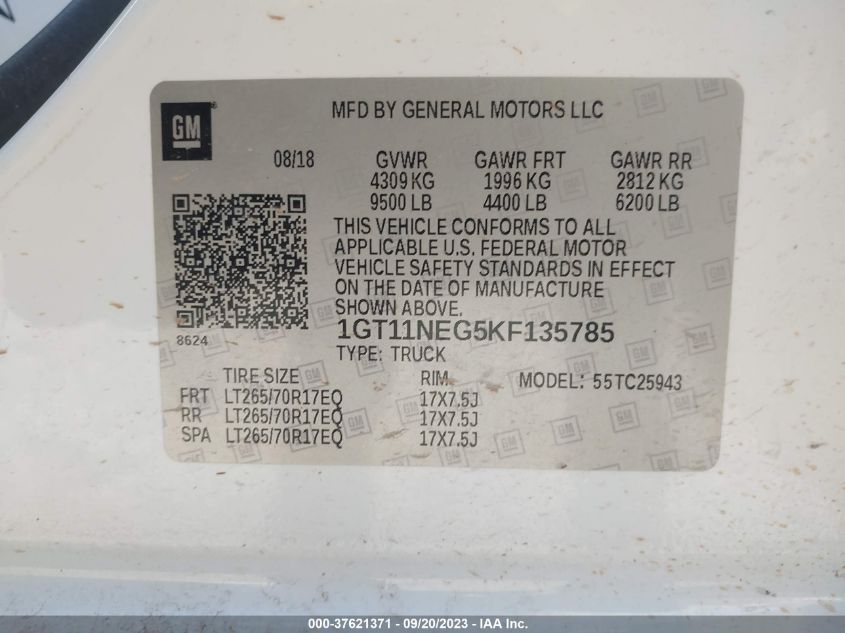 GM
MFD BY GENERAL MOTORS LLC
08/18 GVWR GAWR FRT GAWR RR
4309 KG 1996 KG 2812 KG
9500 LB 4400 LB 6200 LB
THIS VEHICLE CONFORMS TO ALL
APPLICABLE U.S. FEDERAL MOTOR
VEHICLE SAFETY STANDARDS IN EFFECT
ON THE DATE OF MANUFACTURE
SHOWN ABOVE.
8624
1GT11NEG5KF135785
TYPE: TRUCK
TIRE SIZE RIM MODEL: 55TC25943
FRT LT265/70R17EQ 17X7.5J
RR LT265/70R17EQ 17X7.5J
SPA LT265/70R17EQ 17X7.5J
000-37621371 - 09/20/2023 - IAA Inc.